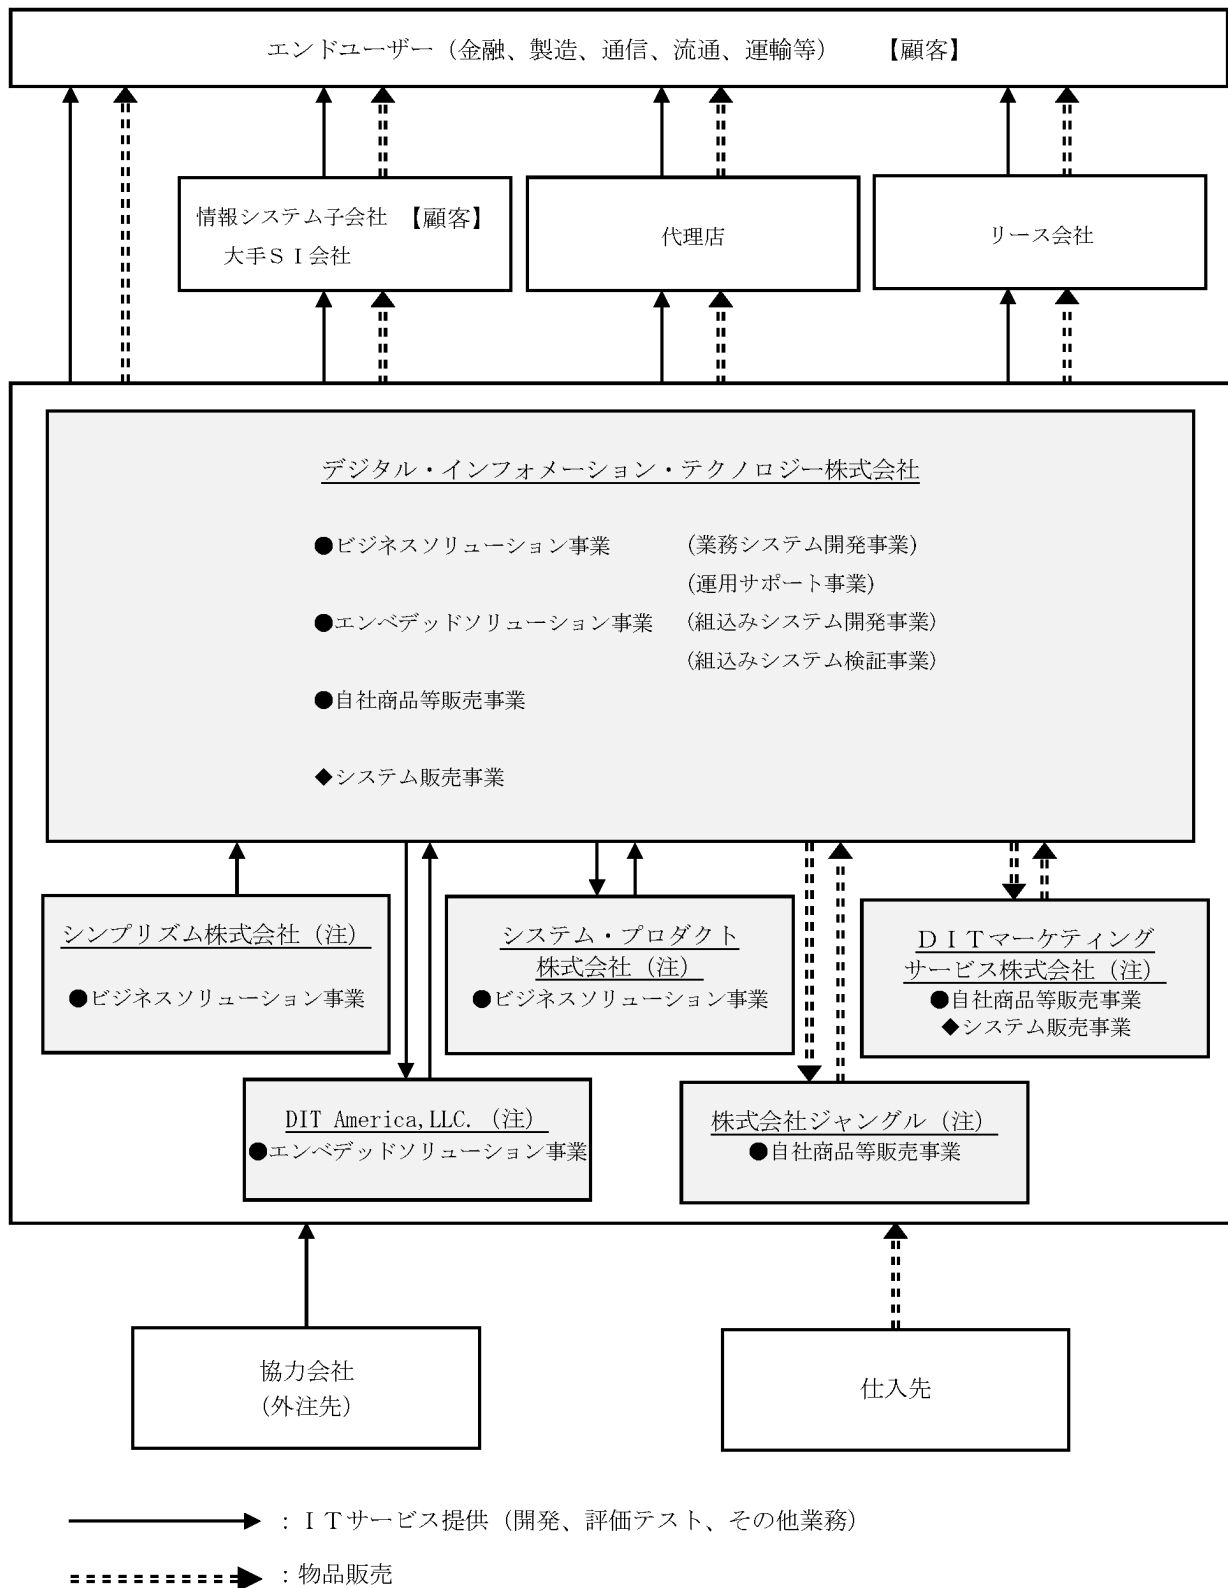 エンドユーザー（金融、製造、通信、流通、運輸等）　【顧客】
情報システム子会社　【顧客】
大手ＳＩ会社
代理店
リース会社
デジタル・インフォメーション・テクノロジー株式会社
●ビジネスソリューション事業　(業務システム開発事業)
(運用サポート事業)
●エンベデッドソリューション事業　(組込みシステム開発事業)
(組込みシステム検証事業)
●自社商品等販売事業
◆システム販売事業
シンプリズム株式会社（注）
●ビジネスソリューション事業
システム・プロダクト
株式会社（注）
●ビジネスソリューション事業
ＤＩＴマーケティング
サービス株式会社（注）
●自社商品等販売事業
◆システム販売事業
DIT America,LLC.（注）
●エンベデッドソリューション事業
株式会社ジャングル（注）
●自社商品等販売事業
協力会社
(外注先)
仕入先
：ＩＴサービス提供（開発、評価テスト、その他業務）
：物品販売